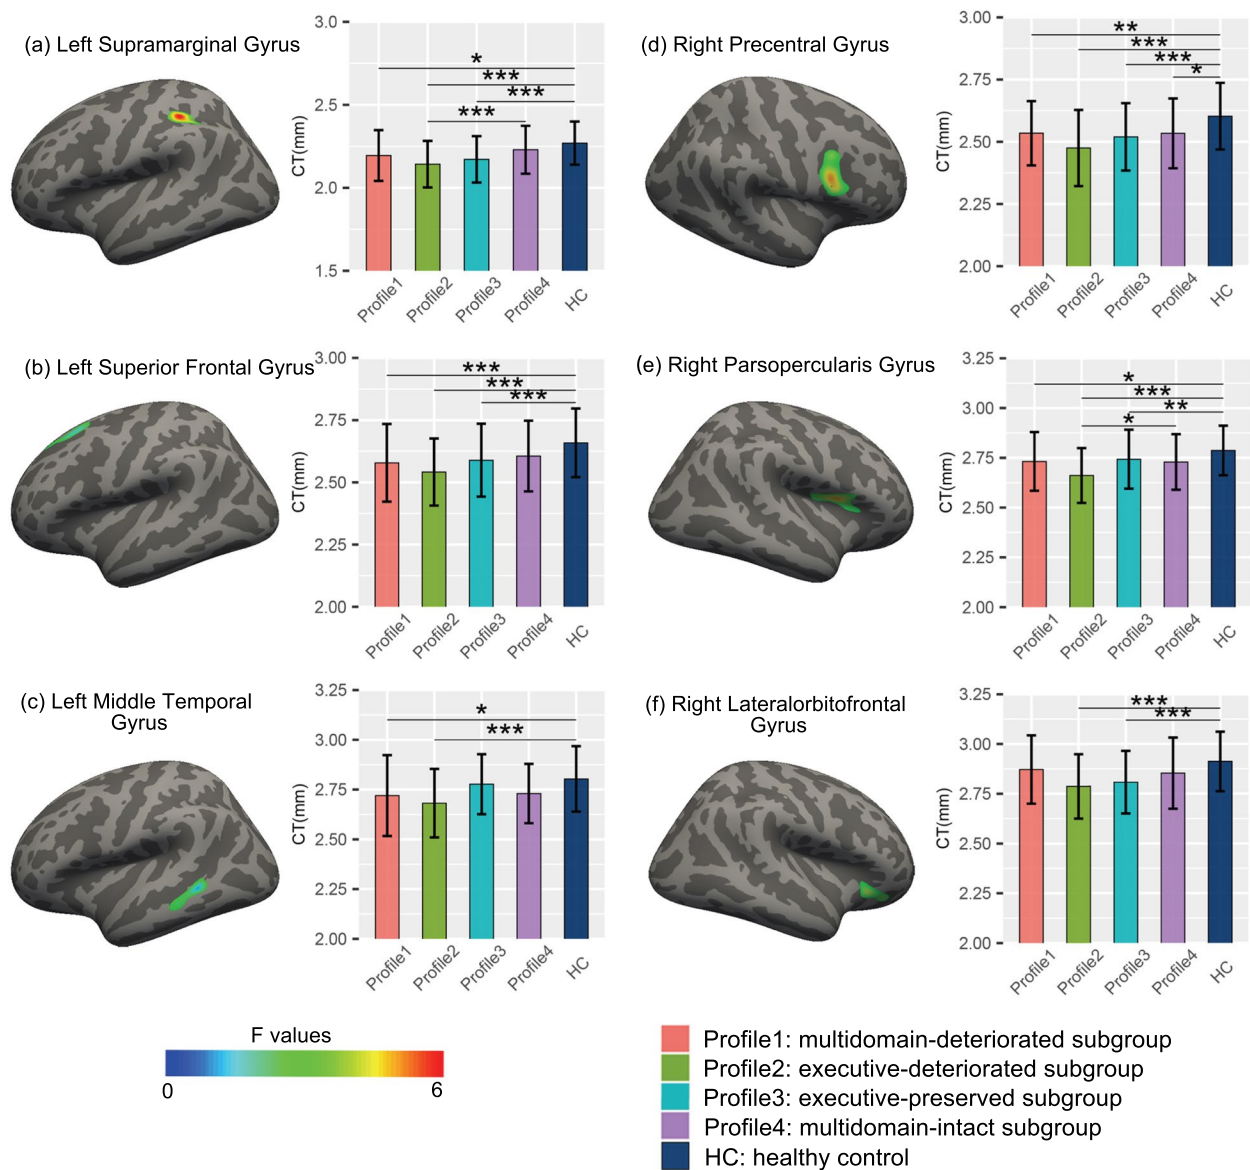 (a) Left Supramarginal Gyrus
3.0
2.5
2.0
1.5
CT(mm)
*
***
***
***
Profile1
Profile2
Profile3
Profile4
HC
(d) Right Precentral Gyrus
3.00
2.75
2.50
2.25
2.00
CT(mm)
**
***
***
*
Profile1
Profile2
Profile3
Profile4
HC
(b) Left Superior Frontal Gyrus
3.00
2.75
2.50
2.25
2.00
CT(mm)
***
***
***
Profile1
Profile2
Profile3
Profile4
HC
(e) Right Parsopercularis Gyrus
3.25
3.00
2.75
2.50
2.25
2.00
CT(mm)
*
***
**
*
Profile1
Profile2
Profile3
Profile4
HC
(c) Left Middle Temporal
Gyrus
3.25
3.00
2.75
2.50
2.25
2.00
CT(mm)
*
***
Profile1
Profile2
Profile3
Profile4
HC
(f) Right Lateralorbitofrontal
Gyrus
3.25
3.00
2.75
2.50
2.25
2.00
CT(mm)
***
***
Profile1
Profile2
Profile3
Profile4
HC
F values
0 6
Profile1: multidomain-deteriorated subgroup
Profile2: executive-deteriorated subgroup
Profile3: executive-preserved subgroup
Profile4: multidomain-intact subgroup
HC: healthy control